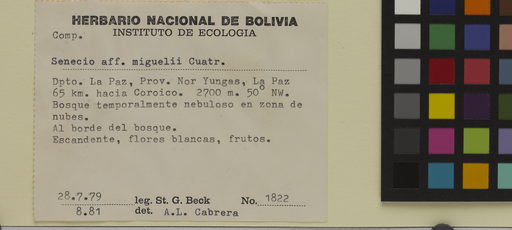 HERBARIO NACIONAL DE BOLIVIA
INSTITUTO DE ECOLOGIA
Comp.
Senecio aff. miguelii Cuatr.
Dpto. La Paz, Prov. Nor Yungas, La Paz
65 km. hacia Coroico. 2700 m. 50° NW.
Bosque temporalmente nebuloso en zona de
nubes.
Al borde del bosque.
Escandente, flores blancas, frutos.
28.7.79 leg. St. G. Beck No. 1822
8.81 det. A.L. Cabrera